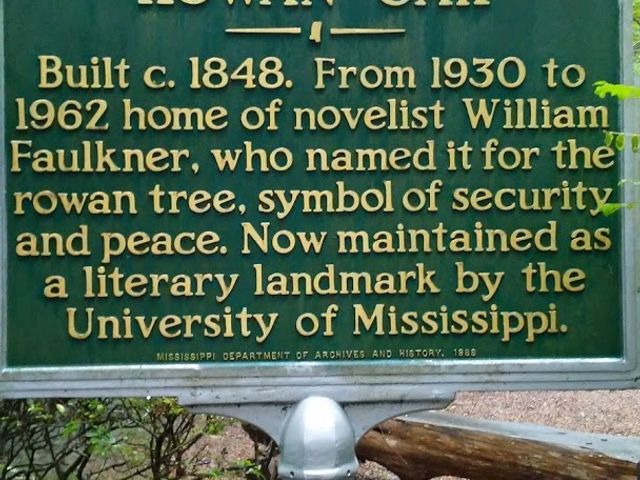 ROWAN OAK
Built c. 1848. From 1930 to
1962 home of novelist William
Faulkner, who named it for the
rowan tree, symbol of security
and peace. Now maintained as
a literary landmark by the
University of Mississippi.
MISSISSIPPI DEPARTMENT OF ARCHIVES AND HISTORY.